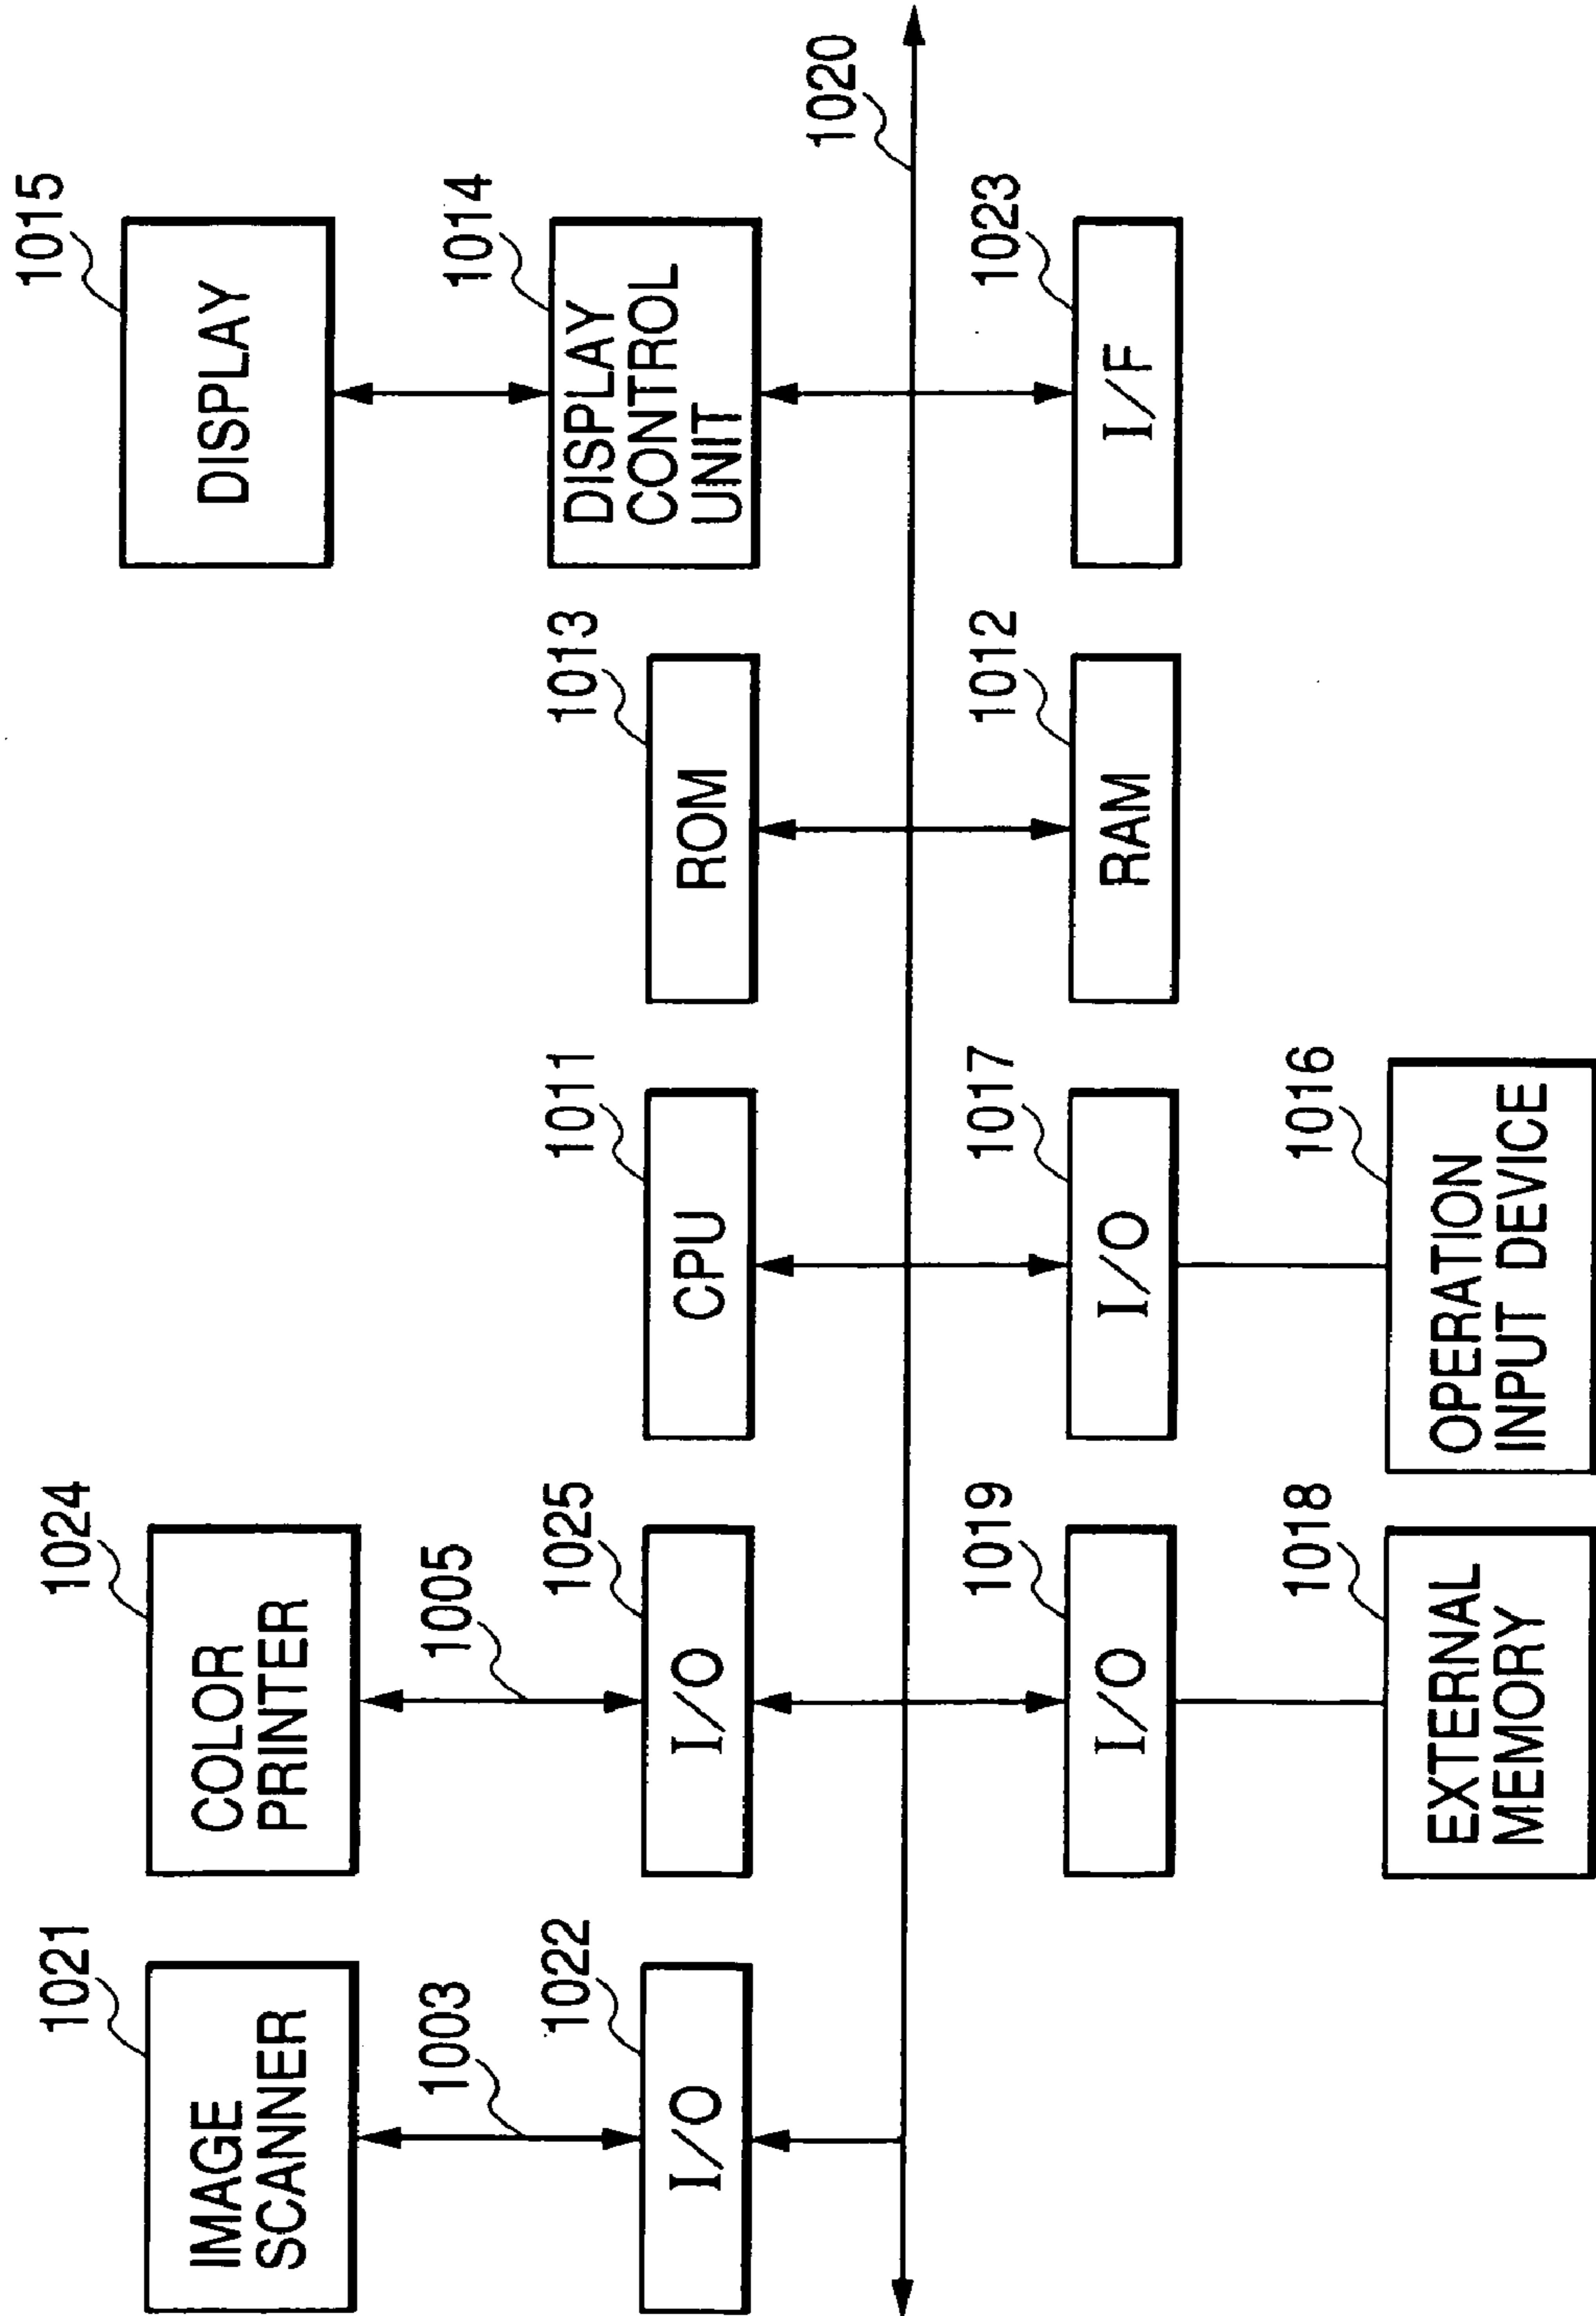 1021
IMAGE
SCANNER
1003
1022
I/O
1024
COLOR
PRINTER
1005
1025
I/O
1011
CPU
1013
ROM
1015
DISPLAY
1014
DISPLAY
CONTROL
UNIT
1020
1019
I/O
1018
EXTERNAL
MEMORY
1017
I/O
1016
OPERATION
INPUT DEVICE
1012
RAM
1023
I/F